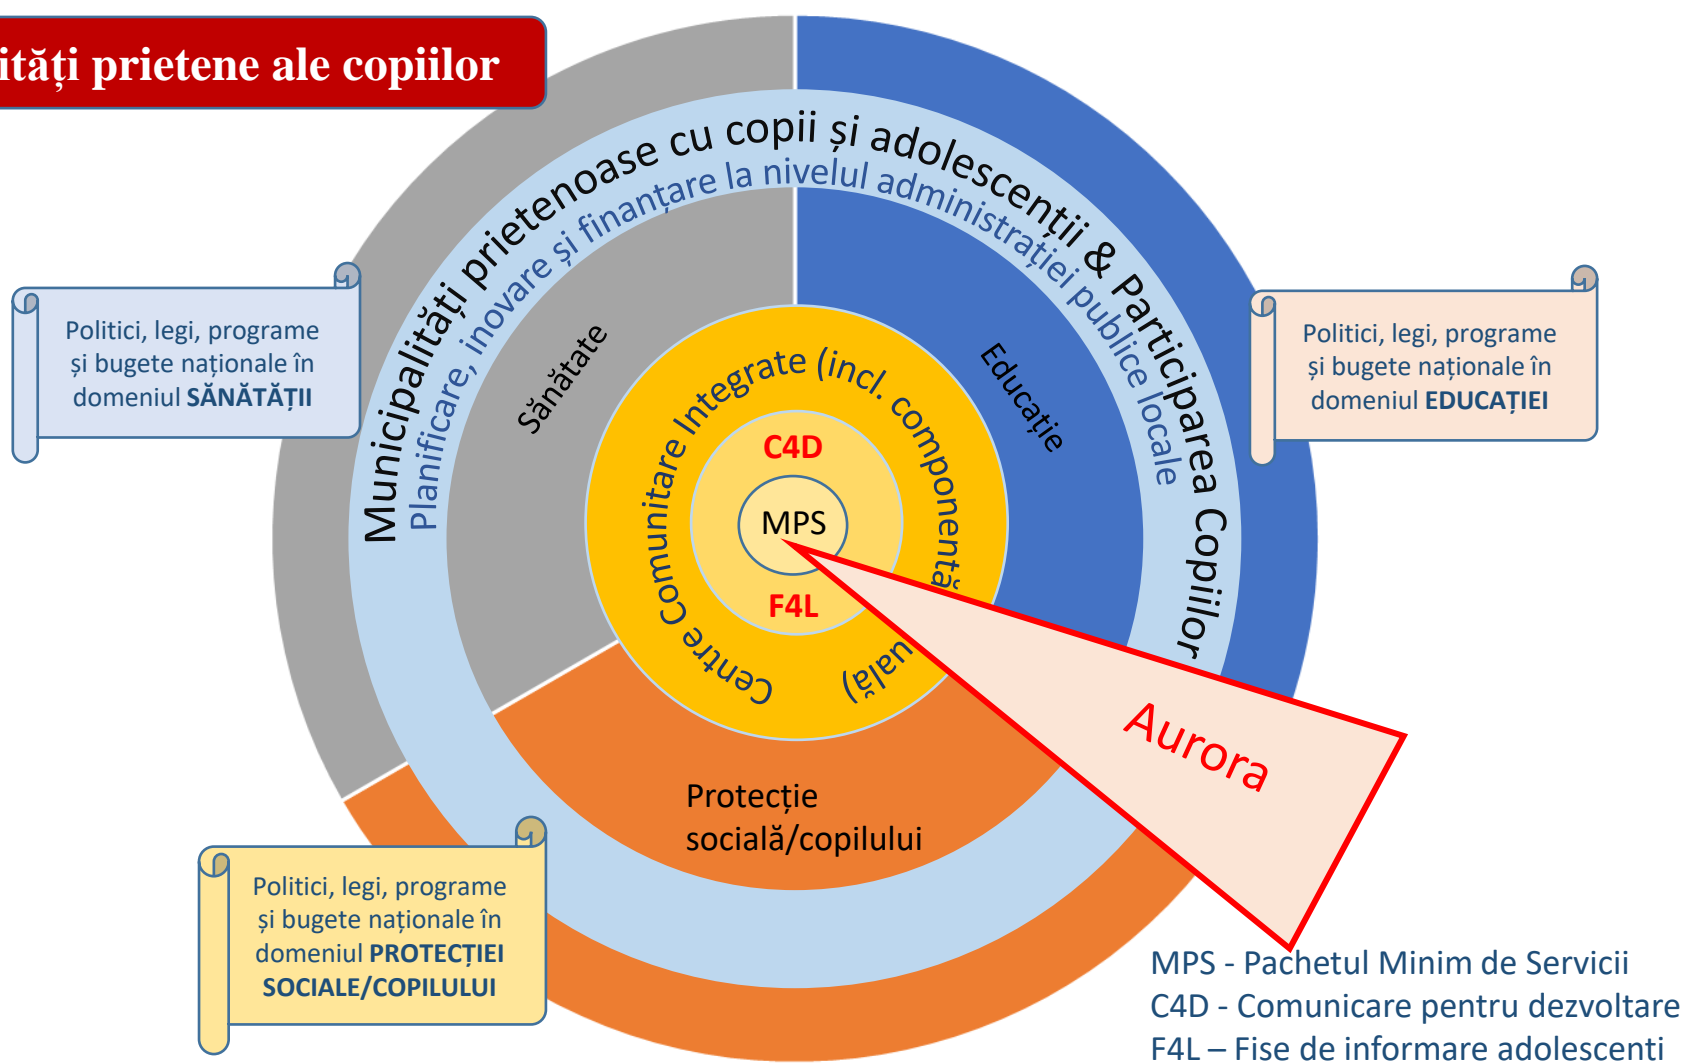 ități prietene ale copiilor
Municipalități prietenoase cu copii și adolescenții & Participarea Copiilor
Planificare, inovare și finanțare la nivelul administrației publice locale
Politici, legi, programe
și bugete naționale în
domeniul SĂNĂTĂȚII
Politici, legi, programe
și bugete naționale în
domeniul EDUCAȚIEI
Sănătate
Educație
Centre Comunitare Integrate (incl. componentă
uală)
C4D
MPS
F4L
Aurora
Protecție
socială/copilului
Politici, legi, programe
și bugete naționale în
domeniul PROTECȚIEI
SOCIALE/COPILULUI
MPS - Pachetul Minim de Servicii
C4D - Comunicare pentru dezvoltare
F4L – Fise de informare adolescenti